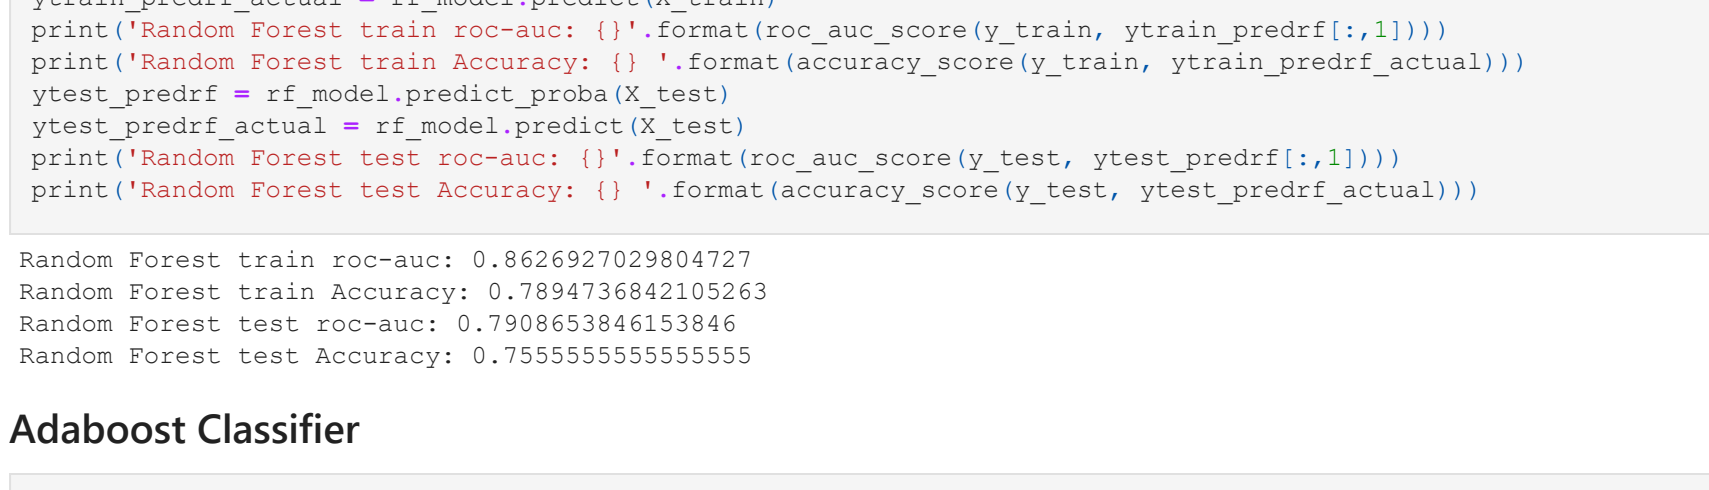 ytrain_predrf_actual = rf_model.predict(X_train)
print('Random Forest train roc-auc: {}'.format(roc_auc_score(y_train, ytrain_predrf[:,1])))
print('Random Forest train Accuracy: {} '.format(accuracy_score(y_train, ytrain_predrf_actual)))
ytest_predrf = rf_model.predict_proba(X_test)
ytest_predrf_actual = rf_model.predict(X_test)
print('Random Forest test roc-auc: {}'.format(roc_auc_score(y_test, ytest_predrf[:,1])))
print('Random Forest test Accuracy: {} '.format(accuracy_score(y_test, ytest_predrf_actual)))
Random Forest train roc-auc: 0.8626927029804727
Random Forest train Accuracy: 0.7894736842105263
Random Forest test roc-auc: 0.7908653846153846
Random Forest test Accuracy: 0.7555555555555555
Adaboost Classifier